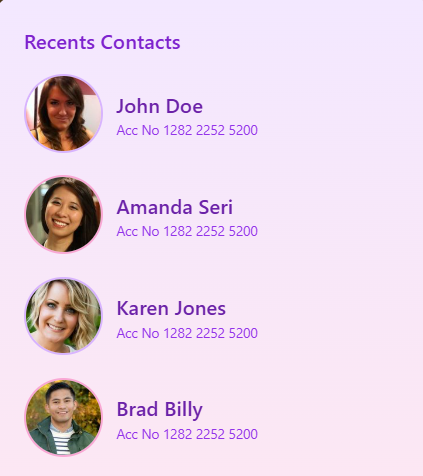 Recents Contacts
John Doe
Acc No 1282 2252 5200
Amanda Seri
Acc No 1282 2252 5200
Karen Jones
Acc No 1282 2252 5200
Brad Billy
Acc No 1282 2252 5200